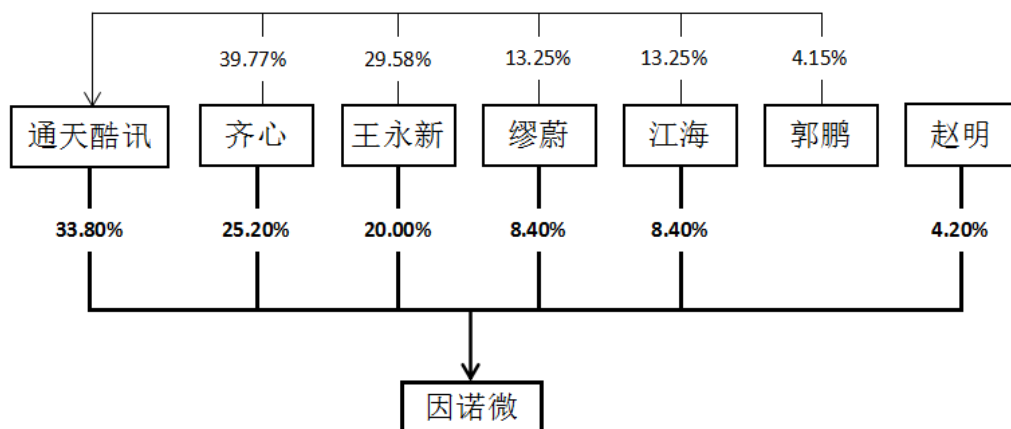 39.77% 29.58% 13.25% 13.25% 4.15%
通天酷讯 齐心 王永新 缪蔚 江海 郭鹏 赵明
33.80% 25.20% 20.00% 8.40% 8.40% 4.20%
因诺微